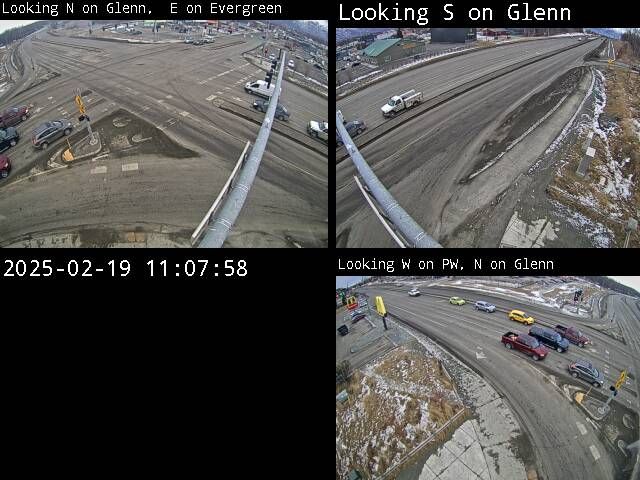 Looking N on Glenn,  E on Evergreen
Looking S on Glenn
2025-02-19 11:07:58
Looking W on PW, N on Glenn